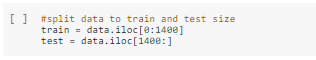 [ ] #split data to train and test size
train = data.iloc[0:1400]
test = data.iloc[1400:]